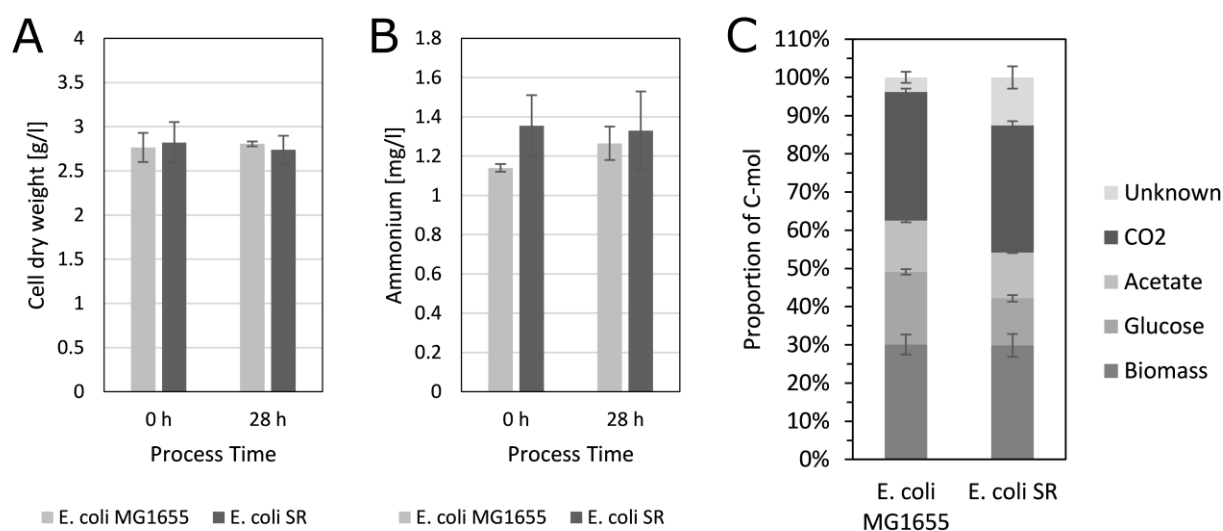 A
Cell dry weight [g/l]
4
3.5
3
2.5
2
1.5
1
0.5
0
0 h
28 h
Process Time
E. coli MG1655
E. coli SR
B
Ammonium [mg/l]
1.8
1.6
1.4
1.2
1
0.8
0.6
0.4
0.2
0
0 h
28 h
Process Time
E. coli MG1655
E. coli SR
C
Proportion of C-mol
110%
100%
90%
80%
70%
60%
50%
40%
30%
20%
10%
0%
E. coli
MG1655
E. coli SR
Unknown
CO2
Acetate
Glucose
Biomass